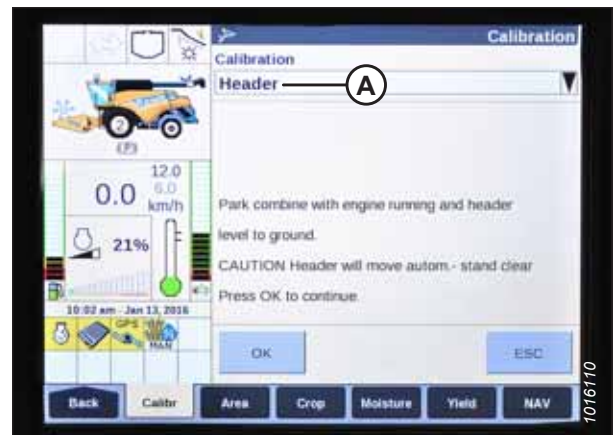 Calibration
Calibration
Header
A
2
(P)
12.0
6.0
0.0 km/h
21%
10:02 am Jan 13, 2016
GPS
MAN
Park combine with engine running and header
level to ground.
CAUTION Header will move autom.- stand clear
Press OK to continue
OK
ESC
Back
Calibr
Area
Crop
Moisture
Yield
NAV
1016110